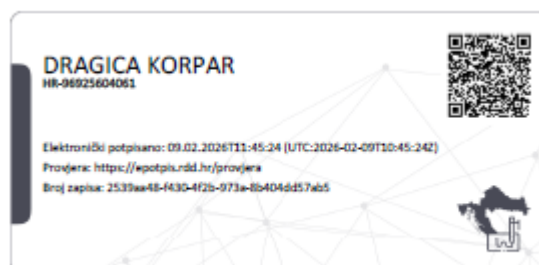 DRAGICA KORPAR
HR-96925604061
Elektronički potpisano: 09.02.2026T11:45:24 (UTC:2026-02-09T10:45:24Z)
Provjera: https://epotpis.rdd.hr/provjera
Broj zapisa: 2539aa48-f430-4f2b-973a-8b404dd57ab5